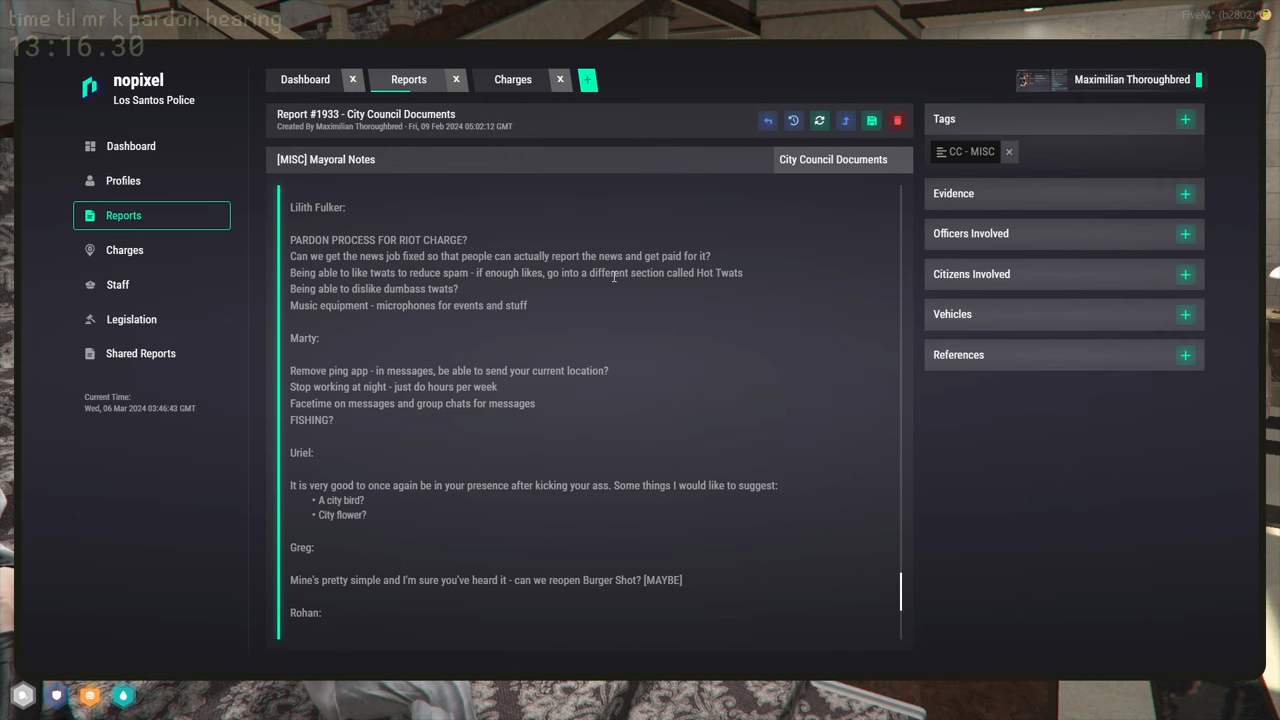 time til mr k pardon hearing
13:16.30
FiveM® (b2802)
nopixel
Los Santos Police
Dashboard x Reports x Charges x +
Maximilian Thoroughbred
Dashboard
Profiles
Reports
Charges
Staff
Legislation
Shared Reports
Current Time:
Wed, 06 Mar 2024 03:46:43 GMT
Report #1933 - City Council Documents
Created By Maximilian Thoroughbred · Fri, 09 Feb 2024 05:02:12 GMT
[MISC] Mayoral Notes
City Council Documents
Lilith Fulker:
PARDON PROCESS FOR RIOT CHARGE?
Can we get the news job fixed so that people can actually report the news and get paid for it?
Being able to like twats to reduce spam - if enough likes, go into a different section called Hot Twats
Being able to dislike dumbass twats?
Music equipment - microphones for events and stuff
Marty:
Remove ping app - in messages, be able to send your current location?
Stop working at night - just do hours per week
Facetime on messages and group chats for messages
FISHING?
Uriel:
It is very good to once again be in your presence after kicking your ass. Some things I would like to suggest:
• A city bird?
• City flower?
Greg:
Mine's pretty simple and I'm sure you've heard it - can we reopen Burger Shot? [MAYBE]
Rohan:
Tags +
CC - MISC x
Evidence +
Officers Involved +
Citizens Involved +
Vehicles +
References +